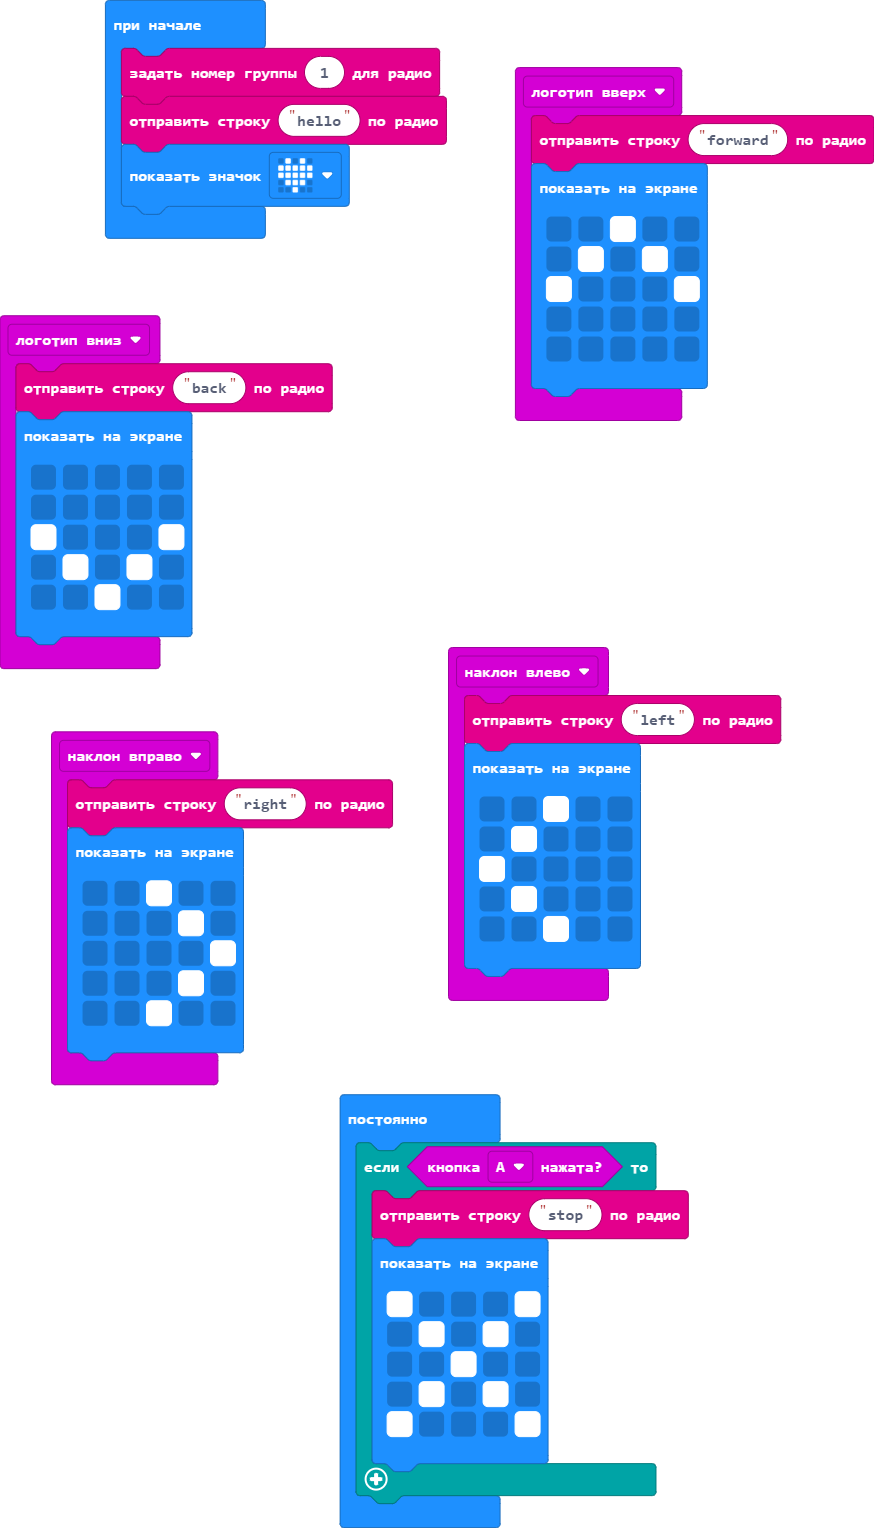 при начале
задать номер группы 1 для радио
отправить строку "hello" по радио
показать значок
логотип вверх
отправить строку "forward" по радио
показать на экране
логотип вниз
отправить строку "back" по радио
показать на экране
наклон влево
отправить строку "left" по радио
показать на экране
наклон вправо
отправить строку "right" по радио
показать на экране
постоянно
если кнопка A нажата? то
отправить строку "stop" по радио
показать на экране